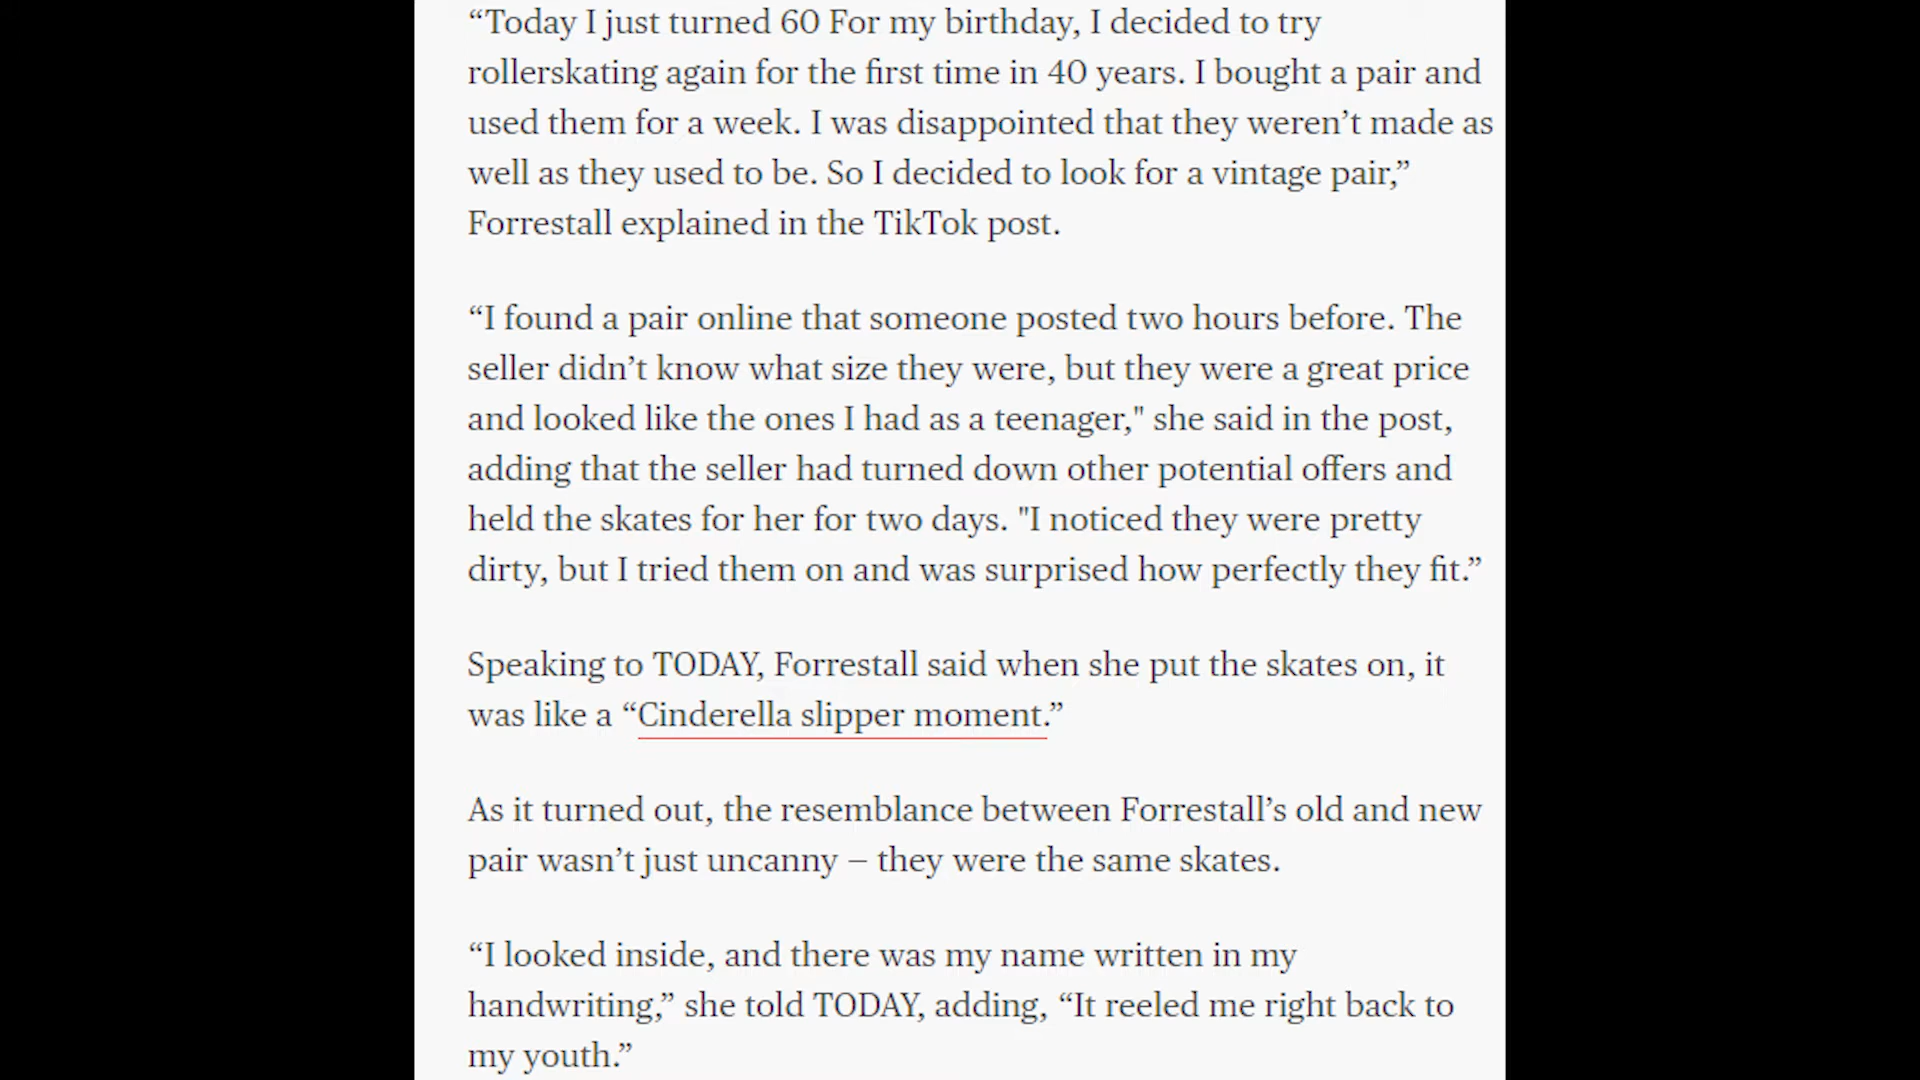 “Today I just turned 60 For my birthday, I decided to try
rollerskating again for the first time in 40 years. I bought a pair and
used them for a week. I was disappointed that they weren’t made as
well as they used to be. So I decided to look for a vintage pair,”
Forrestall explained in the TikTok post.
“I found a pair online that someone posted two hours before. The
seller didn’t know what size they were, but they were a great price
and looked like the ones I had as a teenager," she said in the post,
adding that the seller had turned down other potential offers and
held the skates for her for two days. "I noticed they were pretty
dirty, but I tried them on and was surprised how perfectly they fit.”
Speaking to TODAY, Forrestall said when she put the skates on, it
was like a “Cinderella slipper moment.”
As it turned out, the resemblance between Forrestall’s old and new
pair wasn’t just uncanny — they were the same skates.
“I looked inside, and there was my name written in my
handwriting,” she told TODAY, adding, “It reeled me right back to
my youth.”